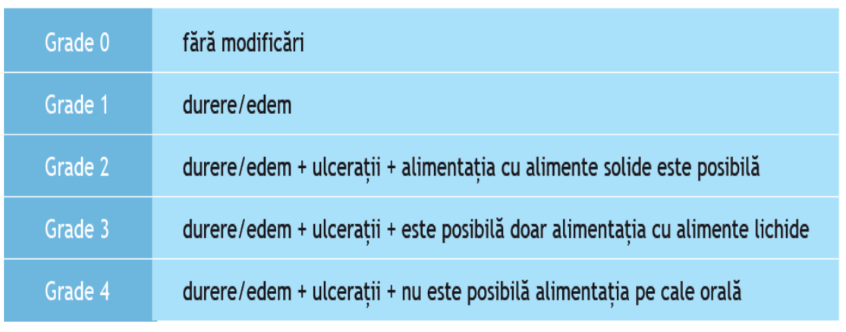 Grade 0 fără modificări
Grade 1 durere/edem
Grade 2 durere/edem + ulcerații + alimentația cu alimente solide este posibilă
Grade 3 durere/edem + ulcerații + este posibilă doar alimentația cu alimente lichide
Grade 4 durere/edem + ulcerații + nu este posibilă alimentația pe cale orală